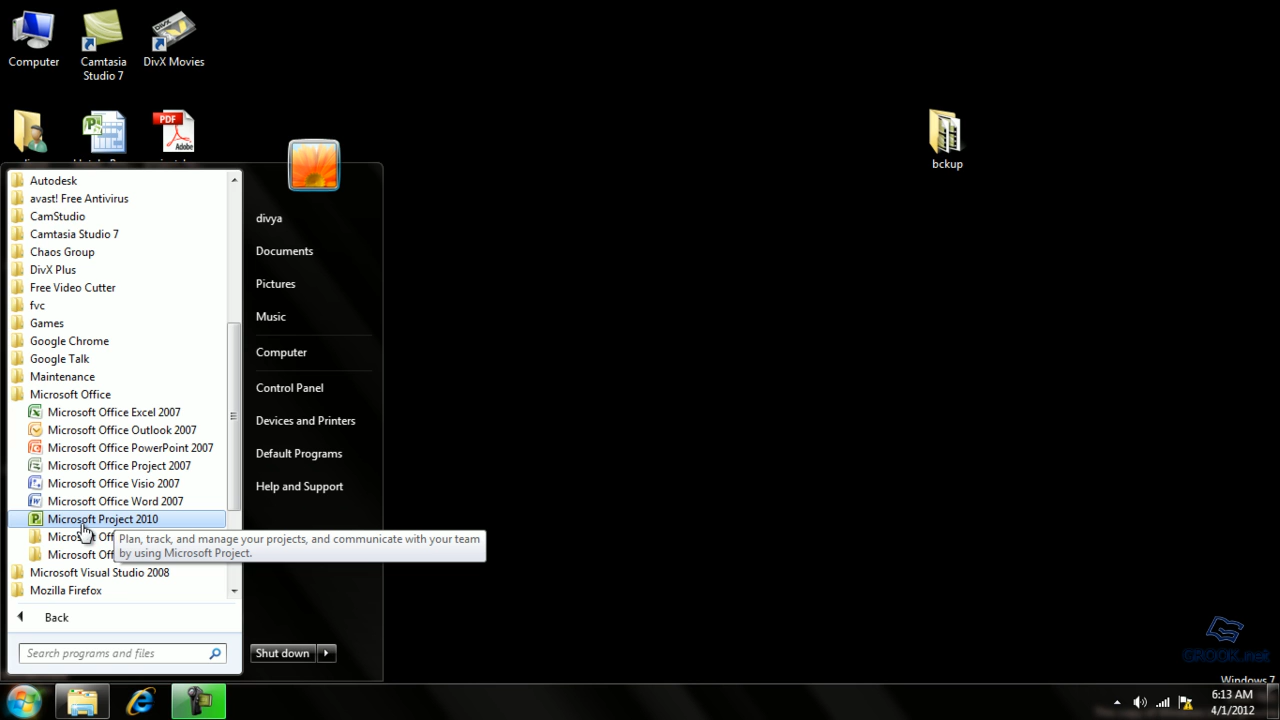 Computer
Camtasia
Studio 7
DivX Movies
PDF
Adobe
bckup
Autodesk
avast! Free Antivirus
CamStudio
Camtasia Studio 7
Chaos Group
DivX Plus
Free Video Cutter
fvc
Games
Google Chrome
Google Talk
Maintenance
Microsoft Office
Microsoft Office Excel 2007
Microsoft Office Outlook 2007
Microsoft Office PowerPoint 2007
Microsoft Office Project 2007
Microsoft Office Visio 2007
Microsoft Office Word 2007
Microsoft Project 2010
Microsoft Off
Microsoft Off
Plan, track, and manage your projects, and communicate with your team
by using Microsoft Project.
Microsoft Visual Studio 2008
Mozilla Firefox
Back
Search programs and files
divya
Documents
Pictures
Music
Computer
Control Panel
Devices and Printers
Default Programs
Help and Support
Shut down
Windows 7
6:13 AM
4/1/2012